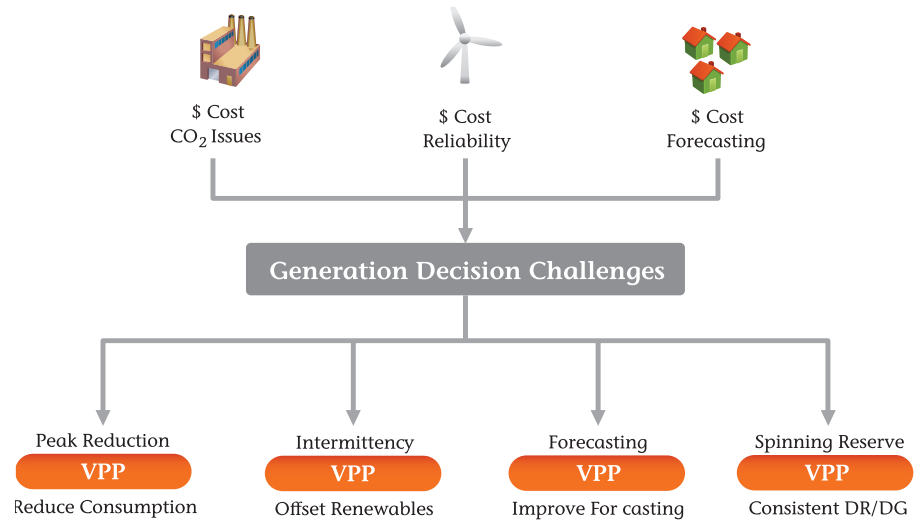 $ Cost
CO₂ Issues
$ Cost
Reliability
$ Cost
Forecasting
Generation Decision Challenges
Peak Reduction
VPP
Reduce Consumption
Intermittency
VPP
Offset Renewables
Forecasting
VPP
Improve For casting
Spinning Reserve
VPP
Consistent DR/DG